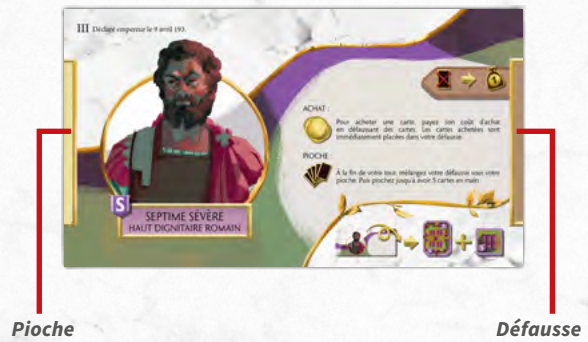 III Déclaré empereur le 9 avril 193.
1
ACHAT :
Pour acheter une carte, payez son coût d'achat
en défaussant des cartes. Les cartes achetées sont
immédiatement placées dans votre défausse.
PIOCHE :
À la fin de votre tour, mélangez votre défausse sous votre
pioche. Puis piochez jusqu'à avoir 5 cartes en main.
S
SEPTIME SÉVÈRE
HAUT DIGNITAIRE ROMAIN
Pioche
Défausse